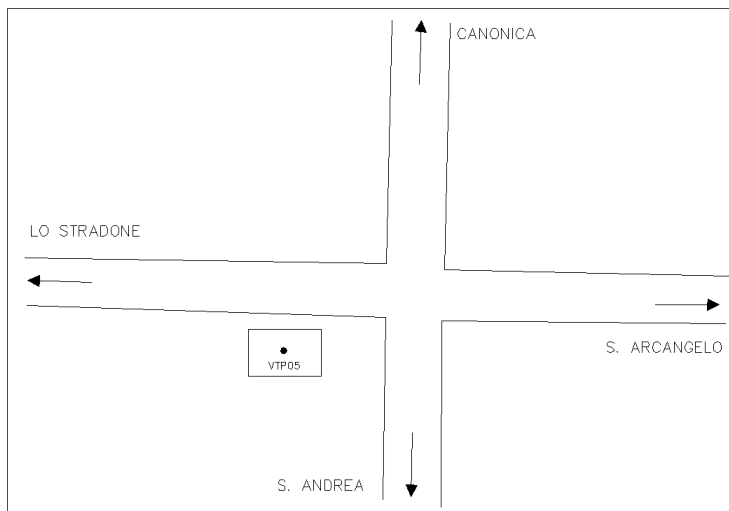 CANONICA
LO STRADONE
S. ARCANGELO
VTP05
S. ANDREA